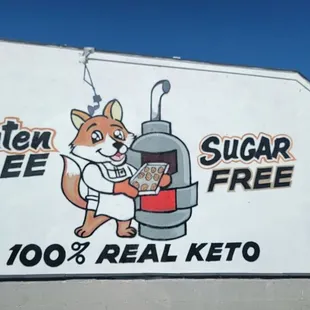 ten
EE
SUGAR
FREE
100% REAL KETO